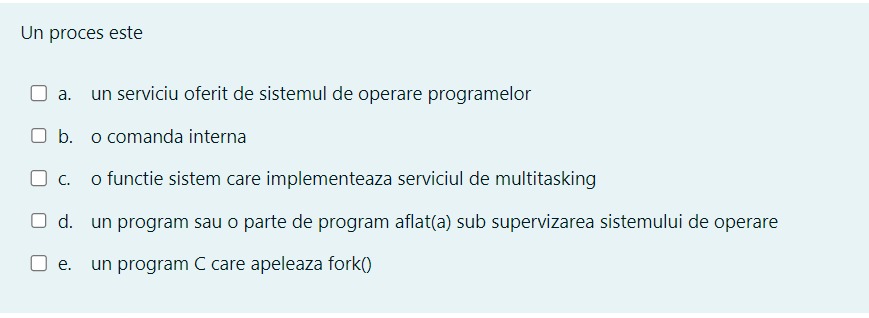 Un proces este
a. un serviciu oferit de sistemul de operare programelor
b. o comanda interna
c. o functie sistem care implementeaza serviciul de multitasking
d. un program sau o parte de program aflat(a) sub supervizarea sistemului de operare
e. un program C care apeleaza fork()